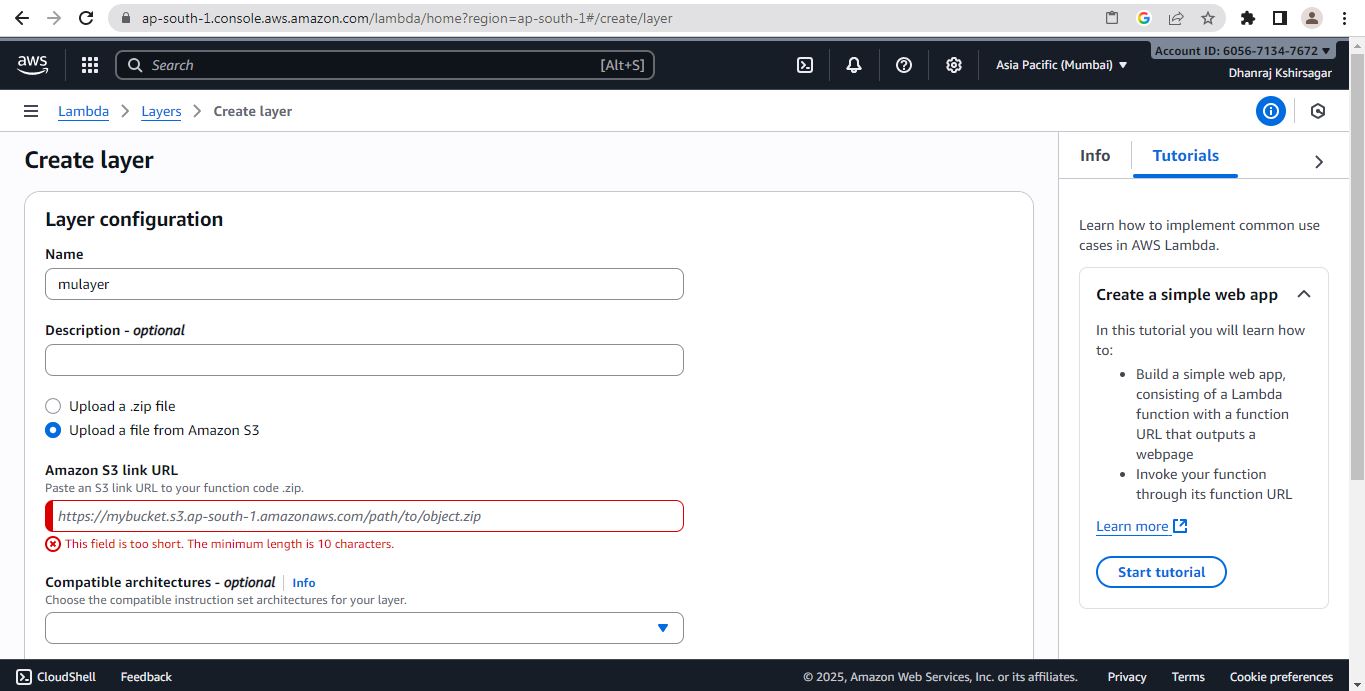 ap-south-1.console.aws.amazon.com/lambda/home?region=ap-south-1#/create/layer
aws
Search
[Alt+S]
Asia Pacific (Mumbai)
Account ID: 6056-7134-7672
Dhanraj Kshirsagar
Lambda
Layers
Create layer
Create layer
Layer configuration
Name
mulayer
Description - optional
Upload a .zip file
Upload a file from Amazon S3
Amazon S3 link URL
Paste an S3 link URL to your function code .zip.
https://mybucket.s3.ap-south-1.amazonaws.com/path/to/object.zip
This field is too short. The minimum length is 10 characters.
Compatible architectures - optional
Info
Choose the compatible instruction set architectures for your layer.
Info
Tutorials
Learn how to implement common use
cases in AWS Lambda.
Create a simple web app
In this tutorial you will learn how
to:
Build a simple web app,
consisting of a Lambda
function with a function
URL that outputs a
webpage
Invoke your function
through its function URL
Learn more
Start tutorial
CloudShell
Feedback
© 2025, Amazon Web Services, Inc. or its affiliates.
Privacy
Terms
Cookie preferences